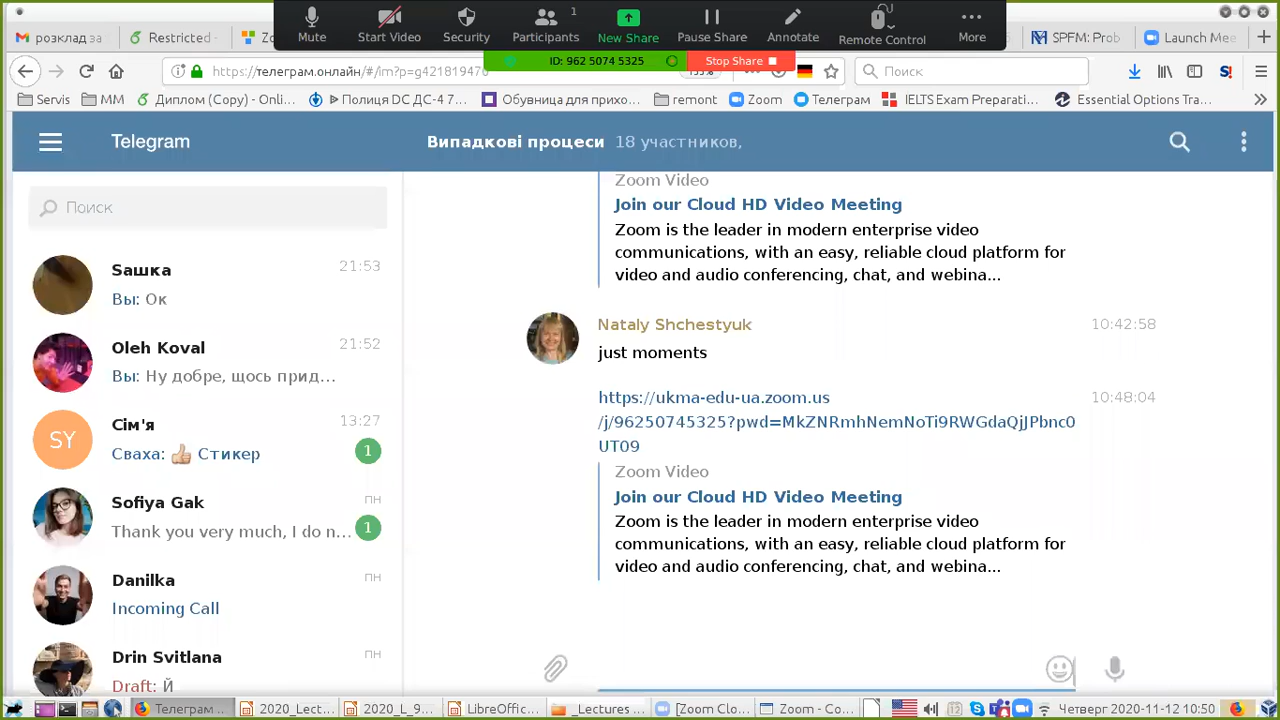 Mute
Start Video
Security
Participants 1
New Share
Pause Share
Annotate
Remote Control
More
ID: 962 5074 5325
Stop Share
розклад за
Restricted
SPFM: Prob
Launch Mee
https://телеграм.онлайн/#/im?p=g421819470
Поиск
Servis
MM
Диплом (Copy) - Onli…
Полиця DC ДС-4 7…
Обувница для прихо…
remont
Zoom
Телеграм
IELTS Exam Preparati…
Essential Options Tra…
Telegram
Випадкові процеси 18 участников,
Поиск
Saшка 21:53
Вы: Ок
Oleh Koval 21:52
Вы: Ну добре, щось прид…
SY
Сім'я 13:27
Сваха: 👍 Стикер 1
Sofiya Gak пн
Thank you very much, I do n… 1
Danilka пн
Incoming Call
Drin Svitlana пн
Draft: Й
Zoom Video
Join our Cloud HD Video Meeting
Zoom is the leader in modern enterprise video
communications, with an easy, reliable cloud platform for
video and audio conferencing, chat, and webina...
Nataly Shchestyuk 10:42:58
just moments
https://ukma-edu-ua.zoom.us 10:48:04
/j/96250745325?pwd=MkZNRmhNemNoTi9RWGdaQjJPbnc0
UT09
Zoom Video
Join our Cloud HD Video Meeting
Zoom is the leader in modern enterprise video
communications, with an easy, reliable cloud platform for
video and audio conferencing, chat, and webina...
Телеграм …
2020_Lect…
2020_L_9…
LibreOffic…
_Lectures …
[Zoom Clo…
Zoom - Co…
12
Четверг 2020-11-12 10:50